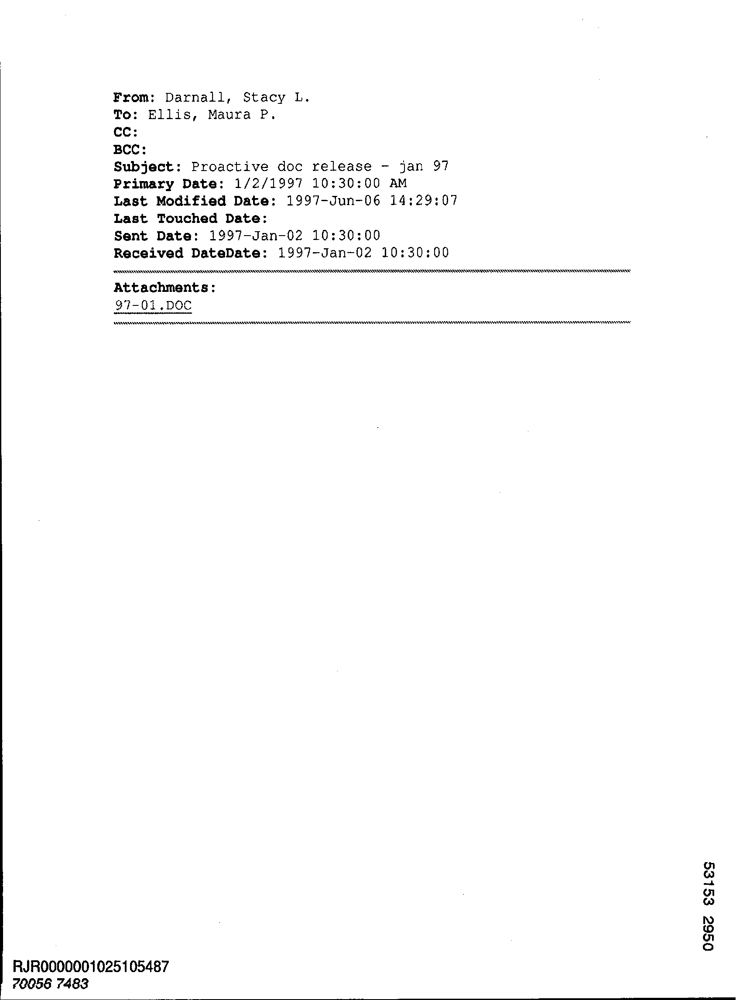 From: Darnall, Stacy L.
To: Ellis, Maura P.
CC:
BCC:
Subject: Proactive doc release - jan 97
Primary Date: 1/2/1997 10:30:00 AM
Last Modified Date: 1997-Jun-06 14:29:07
Last Touched Date:
Sent Date: 1997-Jan-02 10:30:00
Received DateDate: 1997-Jan-02 10:30:00
Attachments:
97-01.DOC
53153 2950
RJR0000001025105487
70056 7483